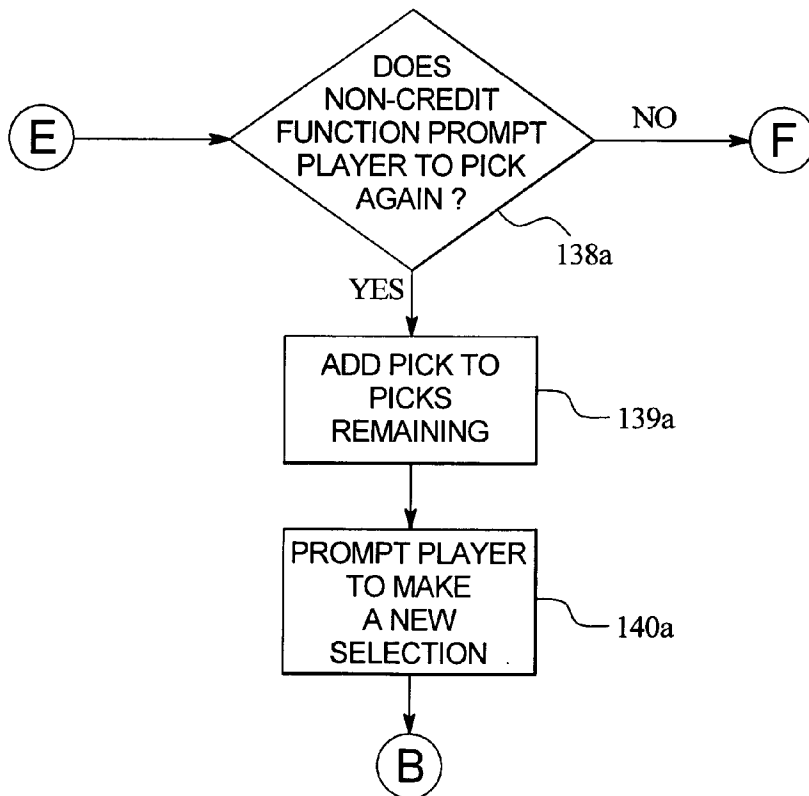 DOES
NON-CREDIT
FUNCTION PROMPT
PLAYER TO PICK
AGAIN ?
E
NO
F
138a
YES
ADD PICK TO
PICKS
REMAINING
139a
PROMPT PLAYER
TO MAKE
A NEW
SELECTION
140a
B